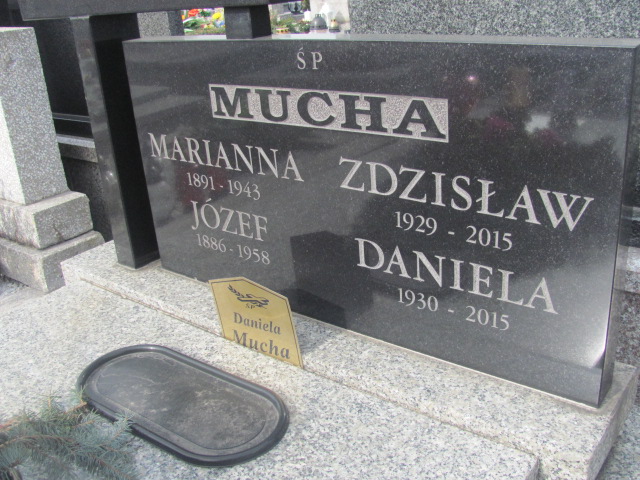 ŚP
MUCHA
MARIANNA
1891 - 1943
JÓZEF
1886 - 1958
ZDZISŁAW
1929 - 2015
DANIELA
1930 - 2015
Daniela
Mucha